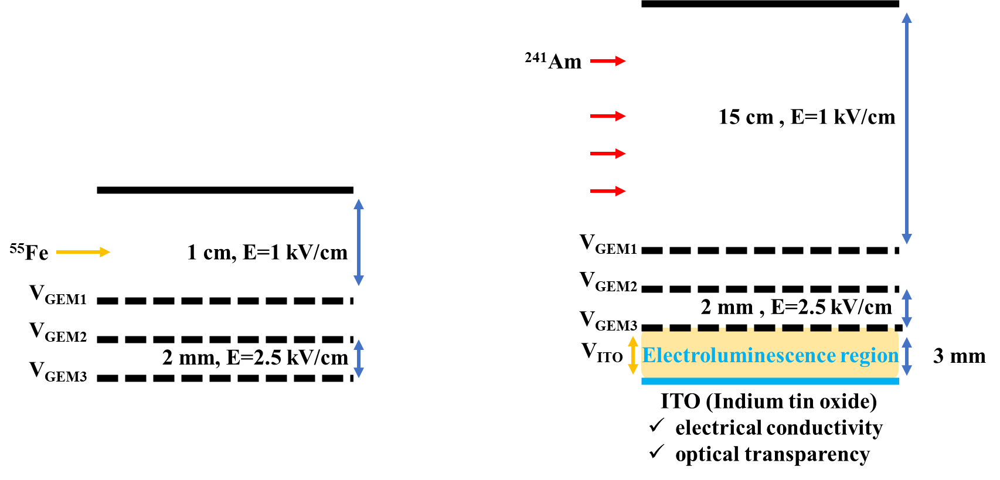 ⁵⁵Fe
1 cm, E=1 kV/cm
V_GEM1
V_GEM2
2 mm, E=2.5 kV/cm
V_GEM3
²⁴¹Am
15 cm , E=1 kV/cm
V_GEM1
V_GEM2
2 mm , E=2.5 kV/cm
V_GEM3
V_ITO
Electroluminescence region
3 mm
ITO (Indium tin oxide)
✓ electrical conductivity
✓ optical transparency